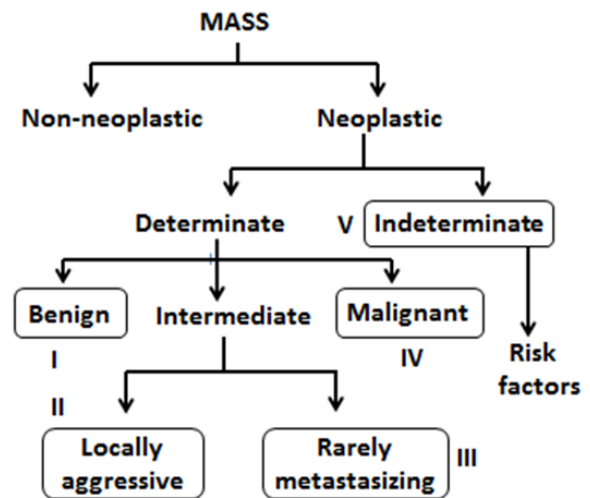 MASS
Non-neoplastic
Neoplastic
Determinate
V
Indeterminate
Benign
Intermediate
Malignant
I
IV
Risk
factors
II
Locally
aggressive
Rarely
metastasizing
III